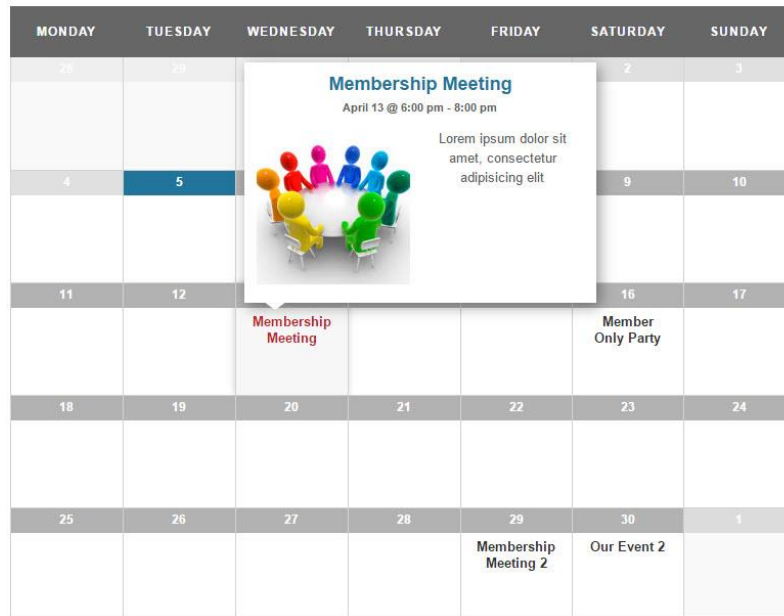 MONDAY TUESDAY WEDNESDAY THURSDAY FRIDAY SATURDAY SUNDAY
28 29 2 3
Membership Meeting
April 13 @ 6:00 pm - 8:00 pm
Lorem ipsum dolor sit
amet, consectetur
adipisicing elit
4 5 9 10
11 12 16 17
Membership
Meeting
Member
Only Party
18 19 20 21 22 23 24
25 26 27 28 29 30 1
Membership
Meeting 2
Our Event 2